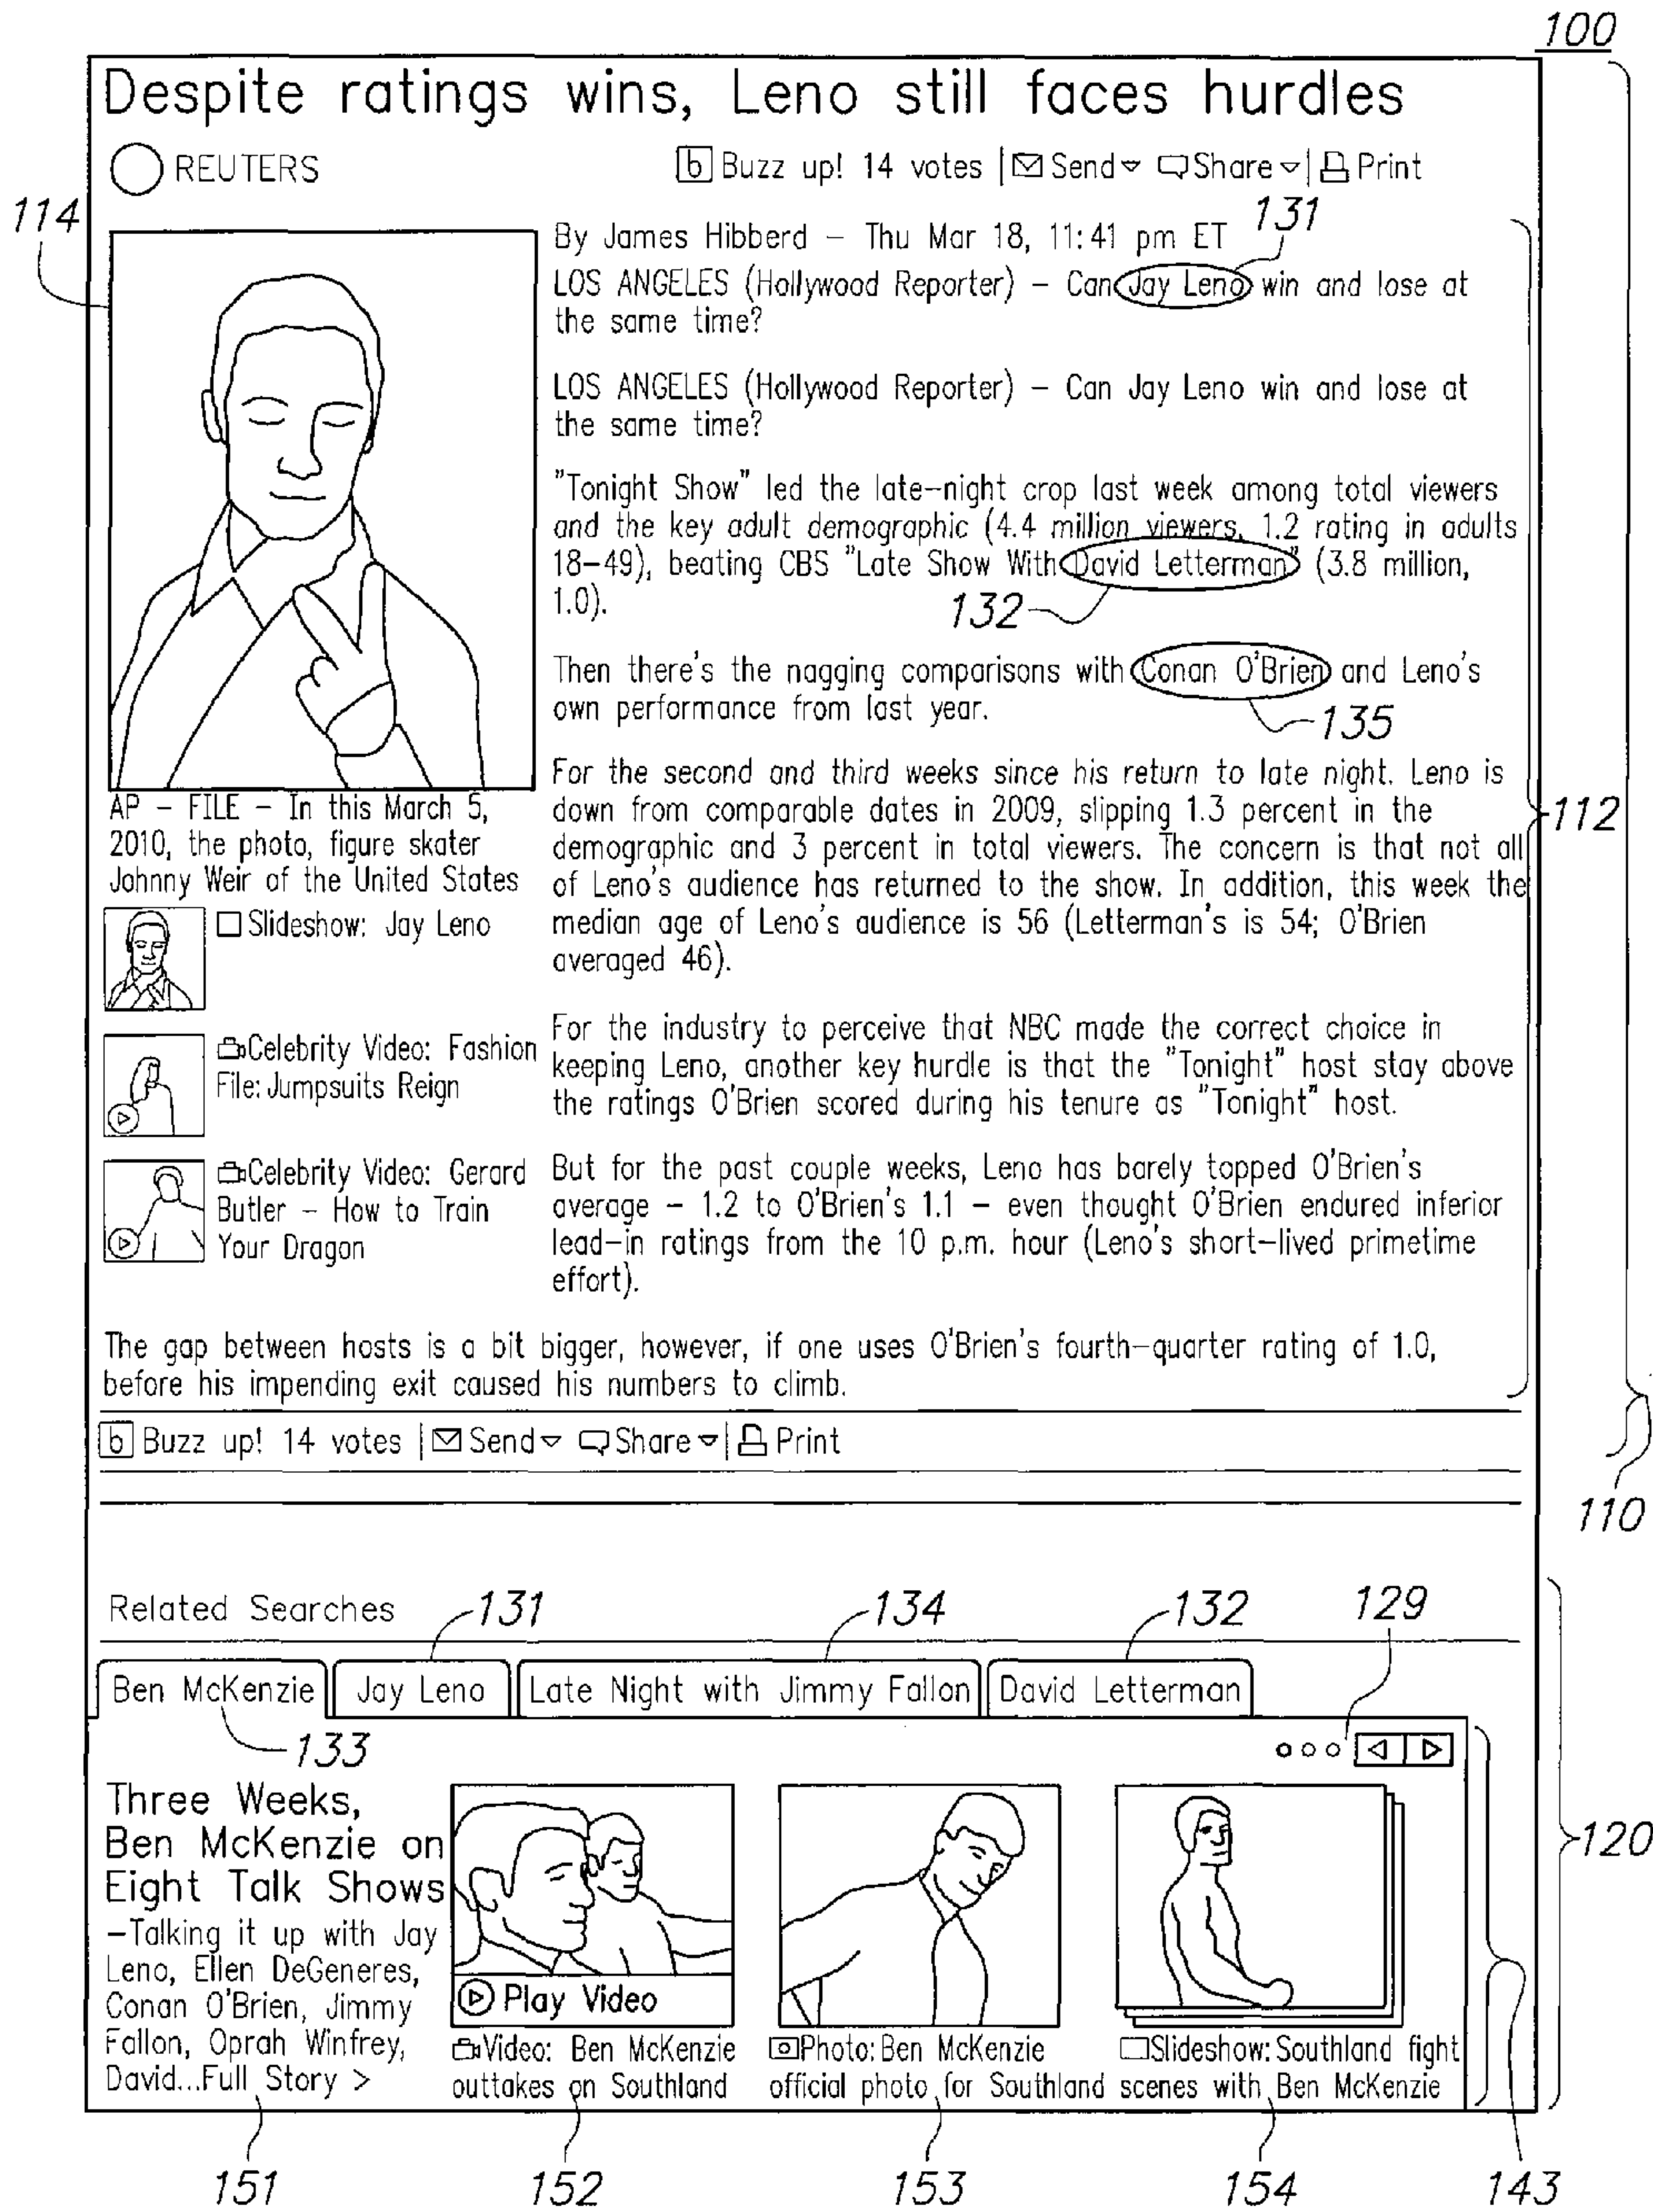 100
Despite ratings wins, Leno still faces hurdles
REUTERS
b Buzz up! 14 votes | Send Share | Print
114
131
By James Hibberd – Thu Mar 18, 11:41 pm ET
LOS ANGELES (Hollywood Reporter) – Can Jay Leno win and lose at
the same time?
LOS ANGELES (Hollywood Reporter) – Can Jay Leno win and lose at
the same time?
"Tonight Show" led the late-night crop last week among total viewers
and the key adult demographic (4.4 million viewers, 1.2 rating in adults
18-49), beating CBS "Late Show With David Letterman" (3.8 million,
1.0).
132
Then there's the nagging comparisons with Conan O'Brien and Leno's
own performance from last year.
135
For the second and third weeks since his return to late night. Leno is
down from comparable dates in 2009, slipping 1.3 percent in the
demographic and 3 percent in total viewers. The concern is that not all
of Leno's audience has returned to the show. In addition, this week the
median age of Leno's audience is 56 (Letterman's is 54; O'Brien
averaged 46).
112
For the industry to perceive that NBC made the correct choice in
keeping Leno, another key hurdle is that the "Tonight" host stay above
the ratings O'Brien scored during his tenure as "Tonight" host.
But for the past couple weeks, Leno has barely topped O'Brien's
average – 1.2 to O'Brien's 1.1 – even thought O'Brien endured inferior
lead-in ratings from the 10 p.m. hour (Leno's short-lived primetime
effort).
AP – FILE – In this March 5,
2010, the photo, figure skater
Johnny Weir of the United States
Slideshow: Jay Leno
Celebrity Video: Fashion
File: Jumpsuits Reign
Celebrity Video: Gerard
Butler – How to Train
Your Dragon
The gap between hosts is a bit bigger, however, if one uses O'Brien's fourth-quarter rating of 1.0,
before his impending exit caused his numbers to climb.
b Buzz up! 14 votes | Send Share | Print
110
Related Searches
131 134 132 129
Ben McKenzie Jay Leno Late Night with Jimmy Fallon David Letterman
133
Three Weeks,
Ben McKenzie on
Eight Talk Shows
–Talking it up with Jay
Leno, Ellen DeGeneres,
Conan O'Brien, Jimmy
Fallon, Oprah Winfrey,
David...Full Story >
Play Video
Video: Ben McKenzie
outtakes on Southland
Photo: Ben McKenzie
official photo for Southland
Slideshow: Southland fight
scenes with Ben McKenzie
120
151 152 153 154 143